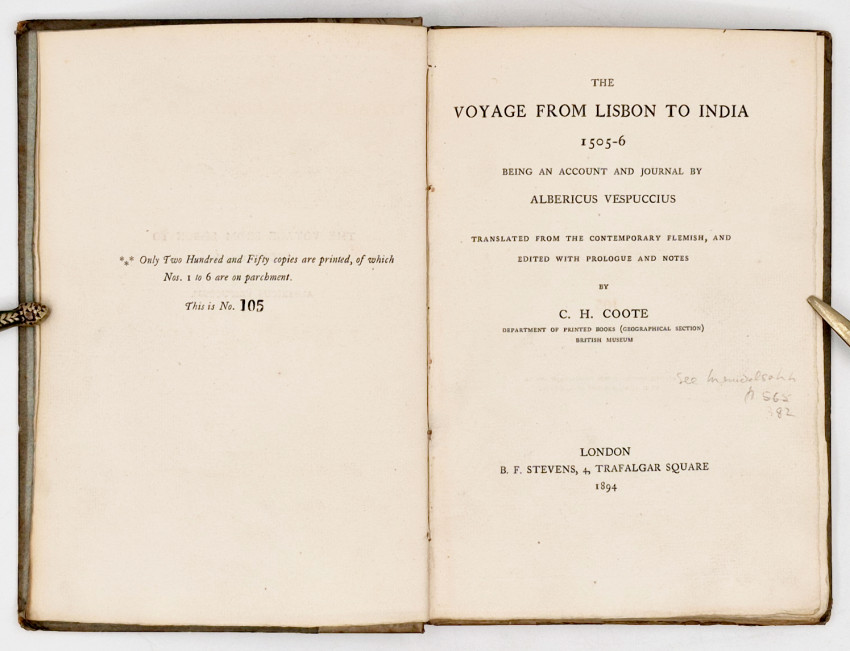 ⁂ Only Two Hundred and Fifty copies are printed, of which
Nos. 1 to 6 are on parchment.
This is No. 105
THE
VOYAGE FROM LISBON TO INDIA
1505-6
BEING AN ACCOUNT AND JOURNAL BY
ALBERICUS VESPUCCIUS
TRANSLATED FROM THE CONTEMPORARY FLEMISH, AND
EDITED WITH PROLOGUE AND NOTES
BY
C. H. COOTE
DEPARTMENT OF PRINTED BOOKS (GEOGRAPHICAL SECTION)
BRITISH MUSEUM
See
LONDON
B. F. STEVENS, 4, TRAFALGAR SQUARE
1894